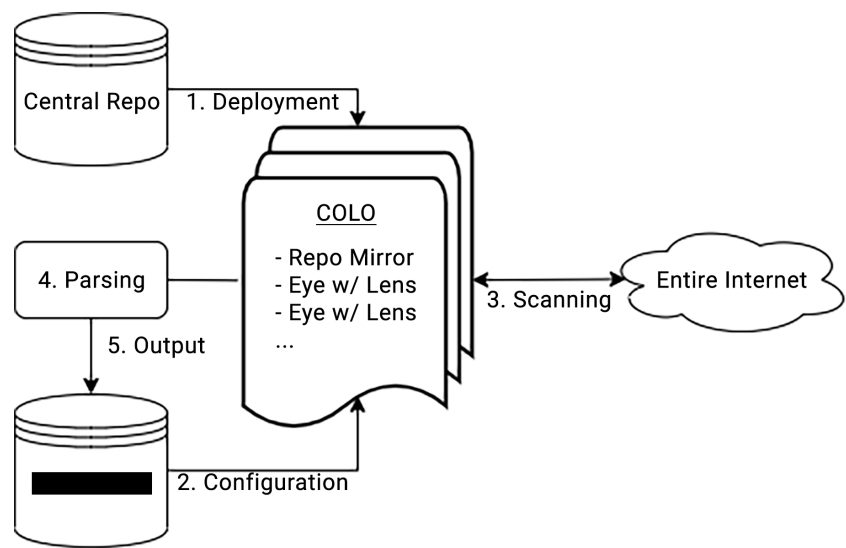 Central Repo
1. Deployment
COLO
- Repo Mirror
- Eye w/ Lens
- Eye w/ Lens
...
3. Scanning
Entire Internet
4. Parsing
5. Output
2. Configuration